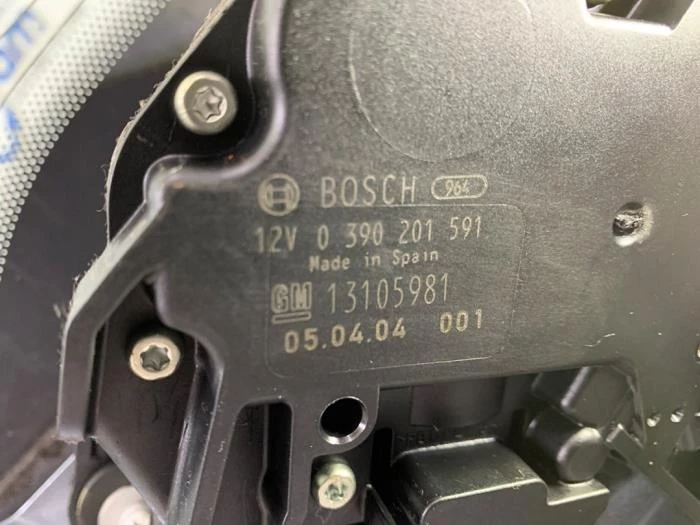 BOSCH 964
12V 0 390 201 591
Made in Spain
GM 13105981
05.04.04 001